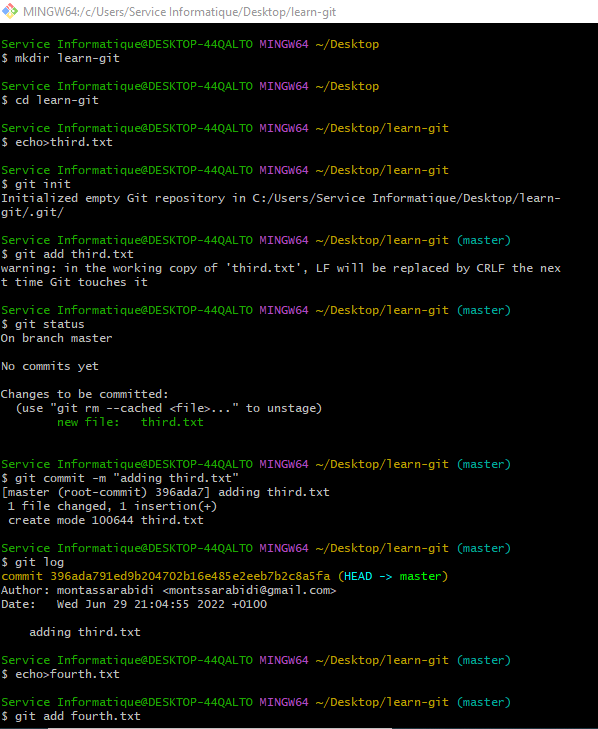 MINGW64:/c/Users/Service Informatique/Desktop/learn-git
Service Informatique@DESKTOP-44QALTO MINGW64 ~/Desktop
$ mkdir learn-git
Service Informatique@DESKTOP-44QALTO MINGW64 ~/Desktop
$ cd learn-git
Service Informatique@DESKTOP-44QALTO MINGW64 ~/Desktop/learn-git
$ echo>third.txt
Service Informatique@DESKTOP-44QALTO MINGW64 ~/Desktop/learn-git
$ git init
Initialized empty Git repository in C:/Users/Service Informatique/Desktop/learn-
git/.git/
Service Informatique@DESKTOP-44QALTO MINGW64 ~/Desktop/learn-git (master)
$ git add third.txt
warning: in the working copy of 'third.txt', LF will be replaced by CRLF the nex
t time Git touches it
Service Informatique@DESKTOP-44QALTO MINGW64 ~/Desktop/learn-git (master)
$ git status
On branch master
No commits yet
Changes to be committed:
  (use "git rm --cached <file>..." to unstage)
        new file:   third.txt
Service Informatique@DESKTOP-44QALTO MINGW64 ~/Desktop/learn-git (master)
$ git commit -m "adding third.txt"
[master (root-commit) 396ada7] adding third.txt
 1 file changed, 1 insertion(+)
 create mode 100644 third.txt
Service Informatique@DESKTOP-44QALTO MINGW64 ~/Desktop/learn-git (master)
$ git log
commit 396ada791ed9b204702b16e485e2eeb7b2c8a5fa (HEAD -> master)
Author: montassarabidi <montssarabidi@gmail.com>
Date:   Wed Jun 29 21:04:55 2022 +0100
    adding third.txt
Service Informatique@DESKTOP-44QALTO MINGW64 ~/Desktop/learn-git (master)
$ echo>fourth.txt
Service Informatique@DESKTOP-44QALTO MINGW64 ~/Desktop/learn-git (master)
$ git add fourth.txt